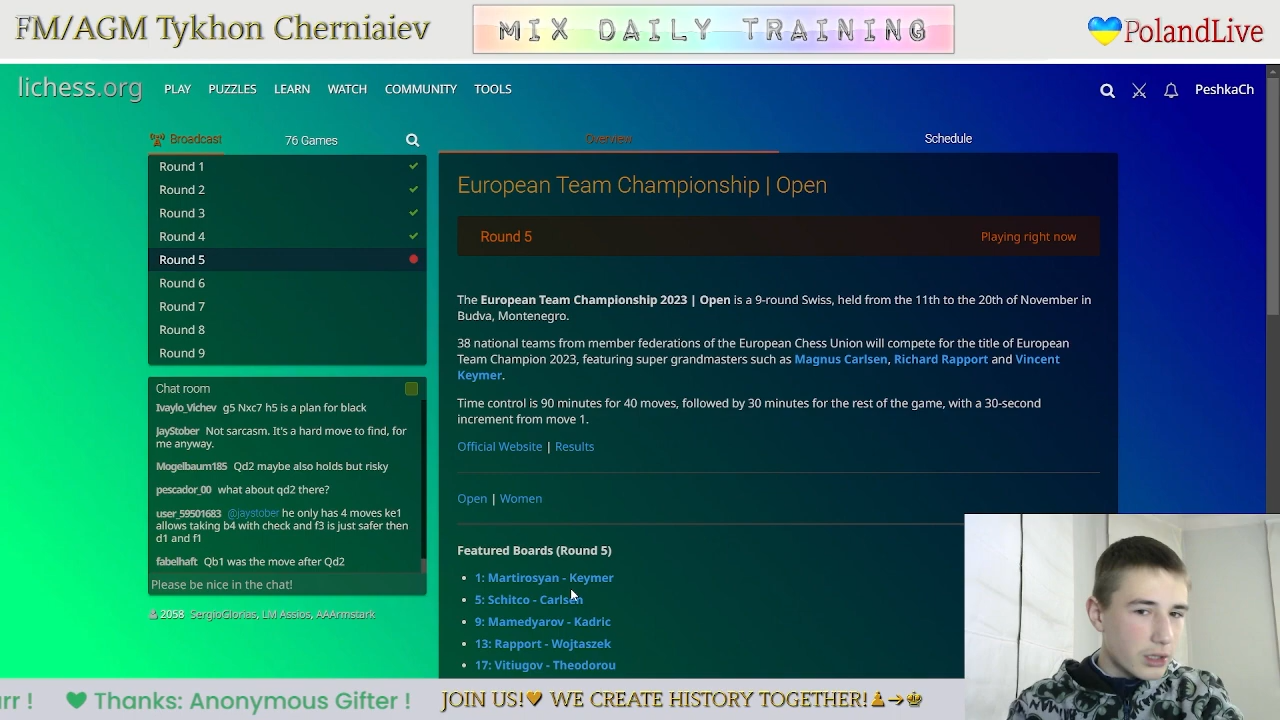 FM/AGM Tykhon Cherniaiev
MIX DAILY TRAINING
PolandLive
lichess.org
PLAY
PUZZLES
LEARN
WATCH
COMMUNITY
TOOLS
PeshkaCh
Broadcast
76 Games
Round 1
Round 2
Round 3
Round 4
Round 5
Round 6
Round 7
Round 8
Round 9
Chat room
Ivaylo_Vichev g5 Nxc7 h5 is a plan for black
JayStober Not sarcasm. It's a hard move to find, for
me anyway.
Mogelbaum185 Qd2 maybe also holds but risky
pescador_00 what about qd2 there?
user_59501683 @jaystober he only has 4 moves ke1
allows taking b4 with check and f3 is just safer then
d1 and f1
fabelhaft Qb1 was the move after Qd2
Please be nice in the chat!
2058 SergioGlorias, LM Assios, AAArmstark
Overview
Schedule
European Team Championship | Open
Round 5
Playing right now
The European Team Championship 2023 | Open is a 9-round Swiss, held from the 11th to the 20th of November in
Budva, Montenegro.
38 national teams from member federations of the European Chess Union will compete for the title of European
Team Champion 2023, featuring super grandmasters such as Magnus Carlsen, Richard Rapport and Vincent
Keymer.
Time control is 90 minutes for 40 moves, followed by 30 minutes for the rest of the game, with a 30-second
increment from move 1.
Official Website | Results
Open | Women
Featured Boards (Round 5)
1: Martirosyan - Keymer
5: Schitco - Carlsen
9: Mamedyarov - Kadric
13: Rapport - Wojtaszek
17: Vitiugov - Theodorou
rr !
Thanks: Anonymous Gifter !
JOIN US!🧡 WE CREATE HISTORY TOGETHER!♟→♚